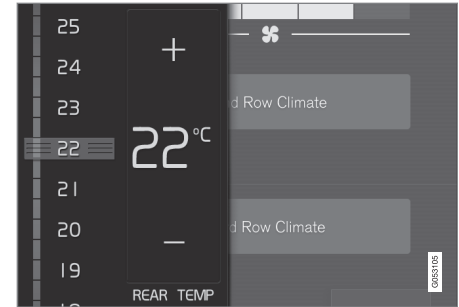 25
24
23
22
21
20
19
+
22°C
−
REAR TEMP
d Row Climate
d Row Climate
G053105